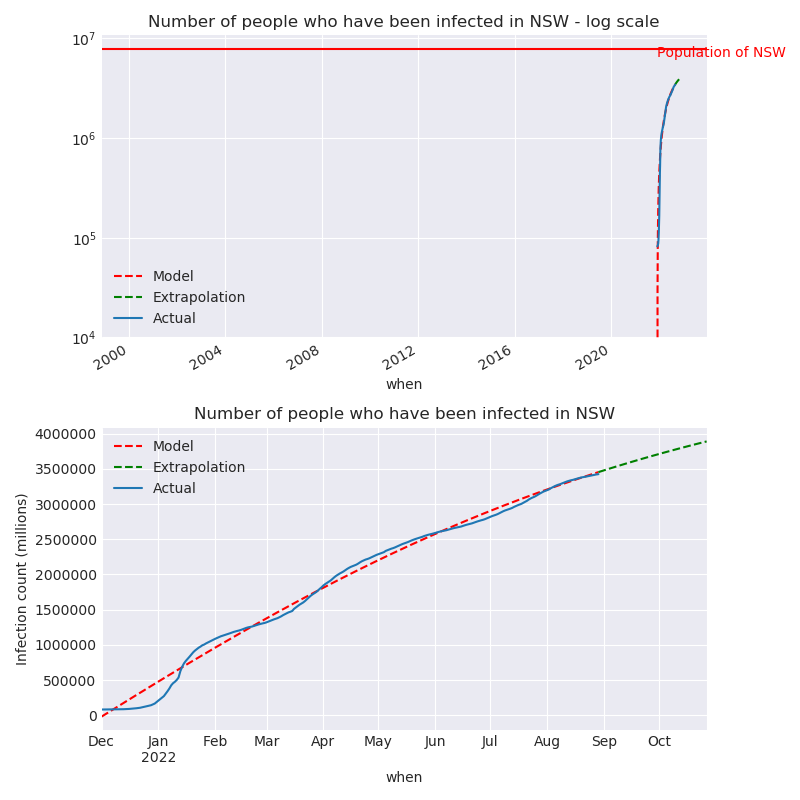 Number of people who have been infected in NSW - log scale
10^7
Population of NSW
10^6
10^5
Model
Extrapolation
Actual
10^4
2000 2004 2008 2012 2016 2020
when
Number of people who have been infected in NSW
4000000
Model
3500000
Extrapolation
Actual
3000000
2500000
2000000
1500000
1000000
500000
0
Infection count (millions)
Dec Jan Feb Mar Apr May Jun Jul Aug Sep Oct
2022
when